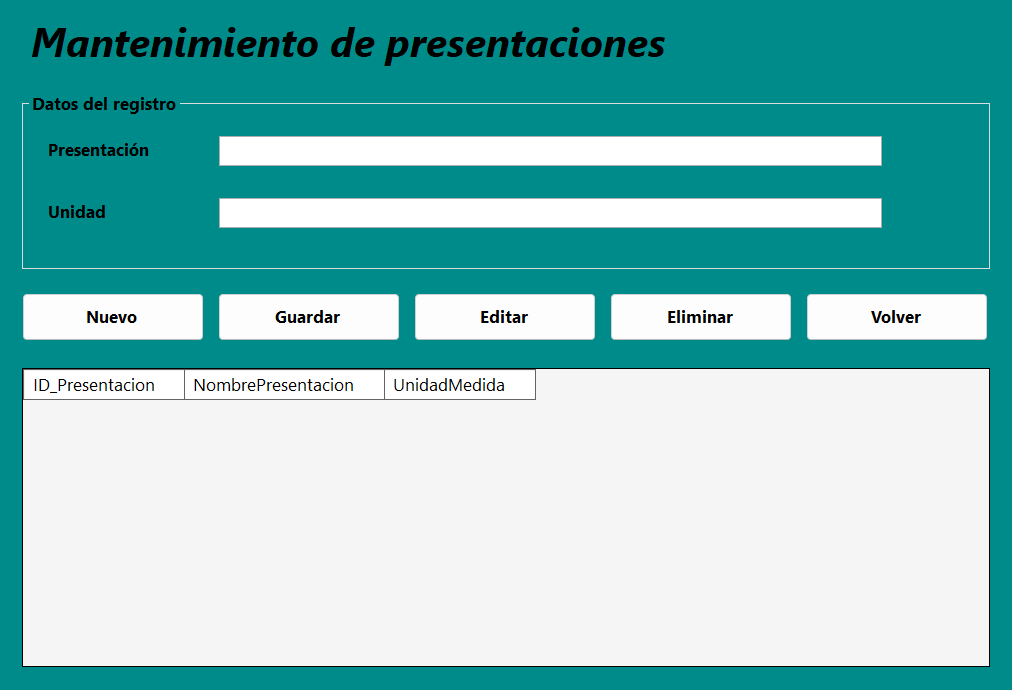 Mantenimiento de presentaciones
Datos del registro
Presentación
Unidad
Nuevo Guardar Editar Eliminar Volver
ID_Presentacion NombrePresentacion UnidadMedida